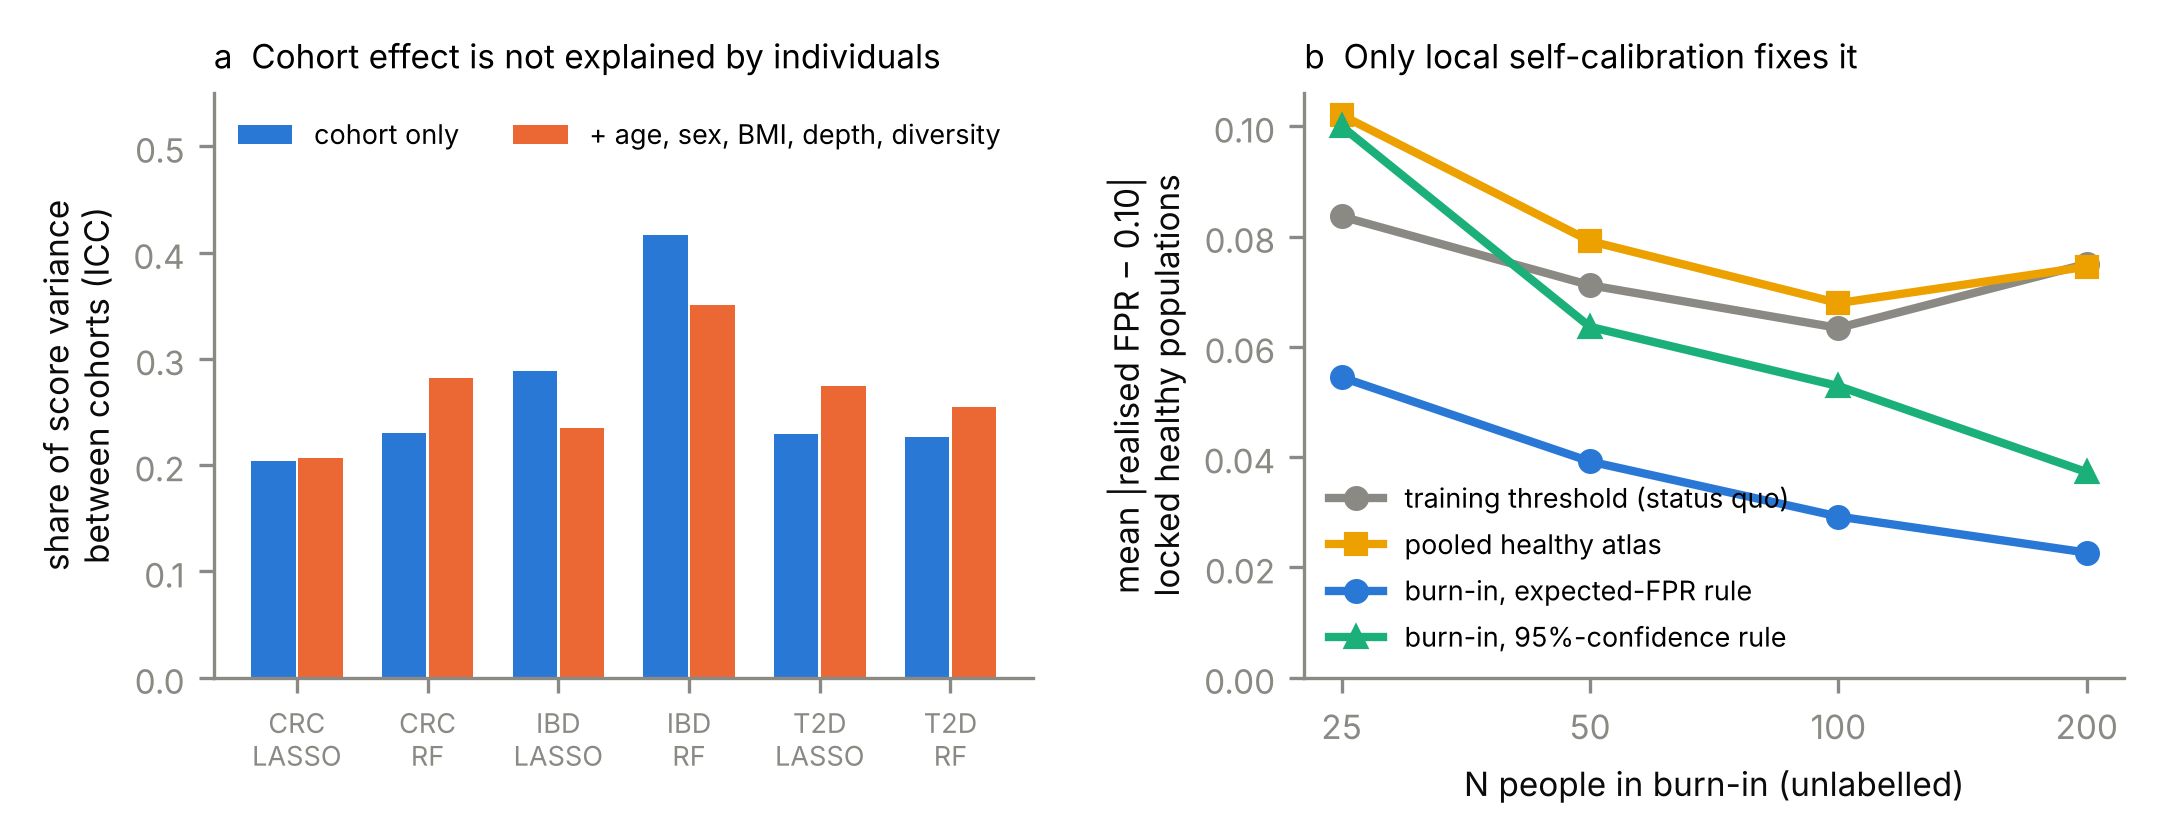 a Cohort effect is not explained by individuals
cohort only
+ age, sex, BMI, depth, diversity
share of score variance
between cohorts (ICC)
0.5
0.4
0.3
0.2
0.1
0.0
CRC
LASSO
CRC
RF
IBD
LASSO
IBD
RF
T2D
LASSO
T2D
RF
b Only local self-calibration fixes it
mean |realised FPR − 0.10|
locked healthy populations
0.10
0.08
0.06
0.04
0.02
0.00
training threshold (status quo)
pooled healthy atlas
burn-in, expected-FPR rule
burn-in, 95%-confidence rule
25
50
100
200
N people in burn-in (unlabelled)